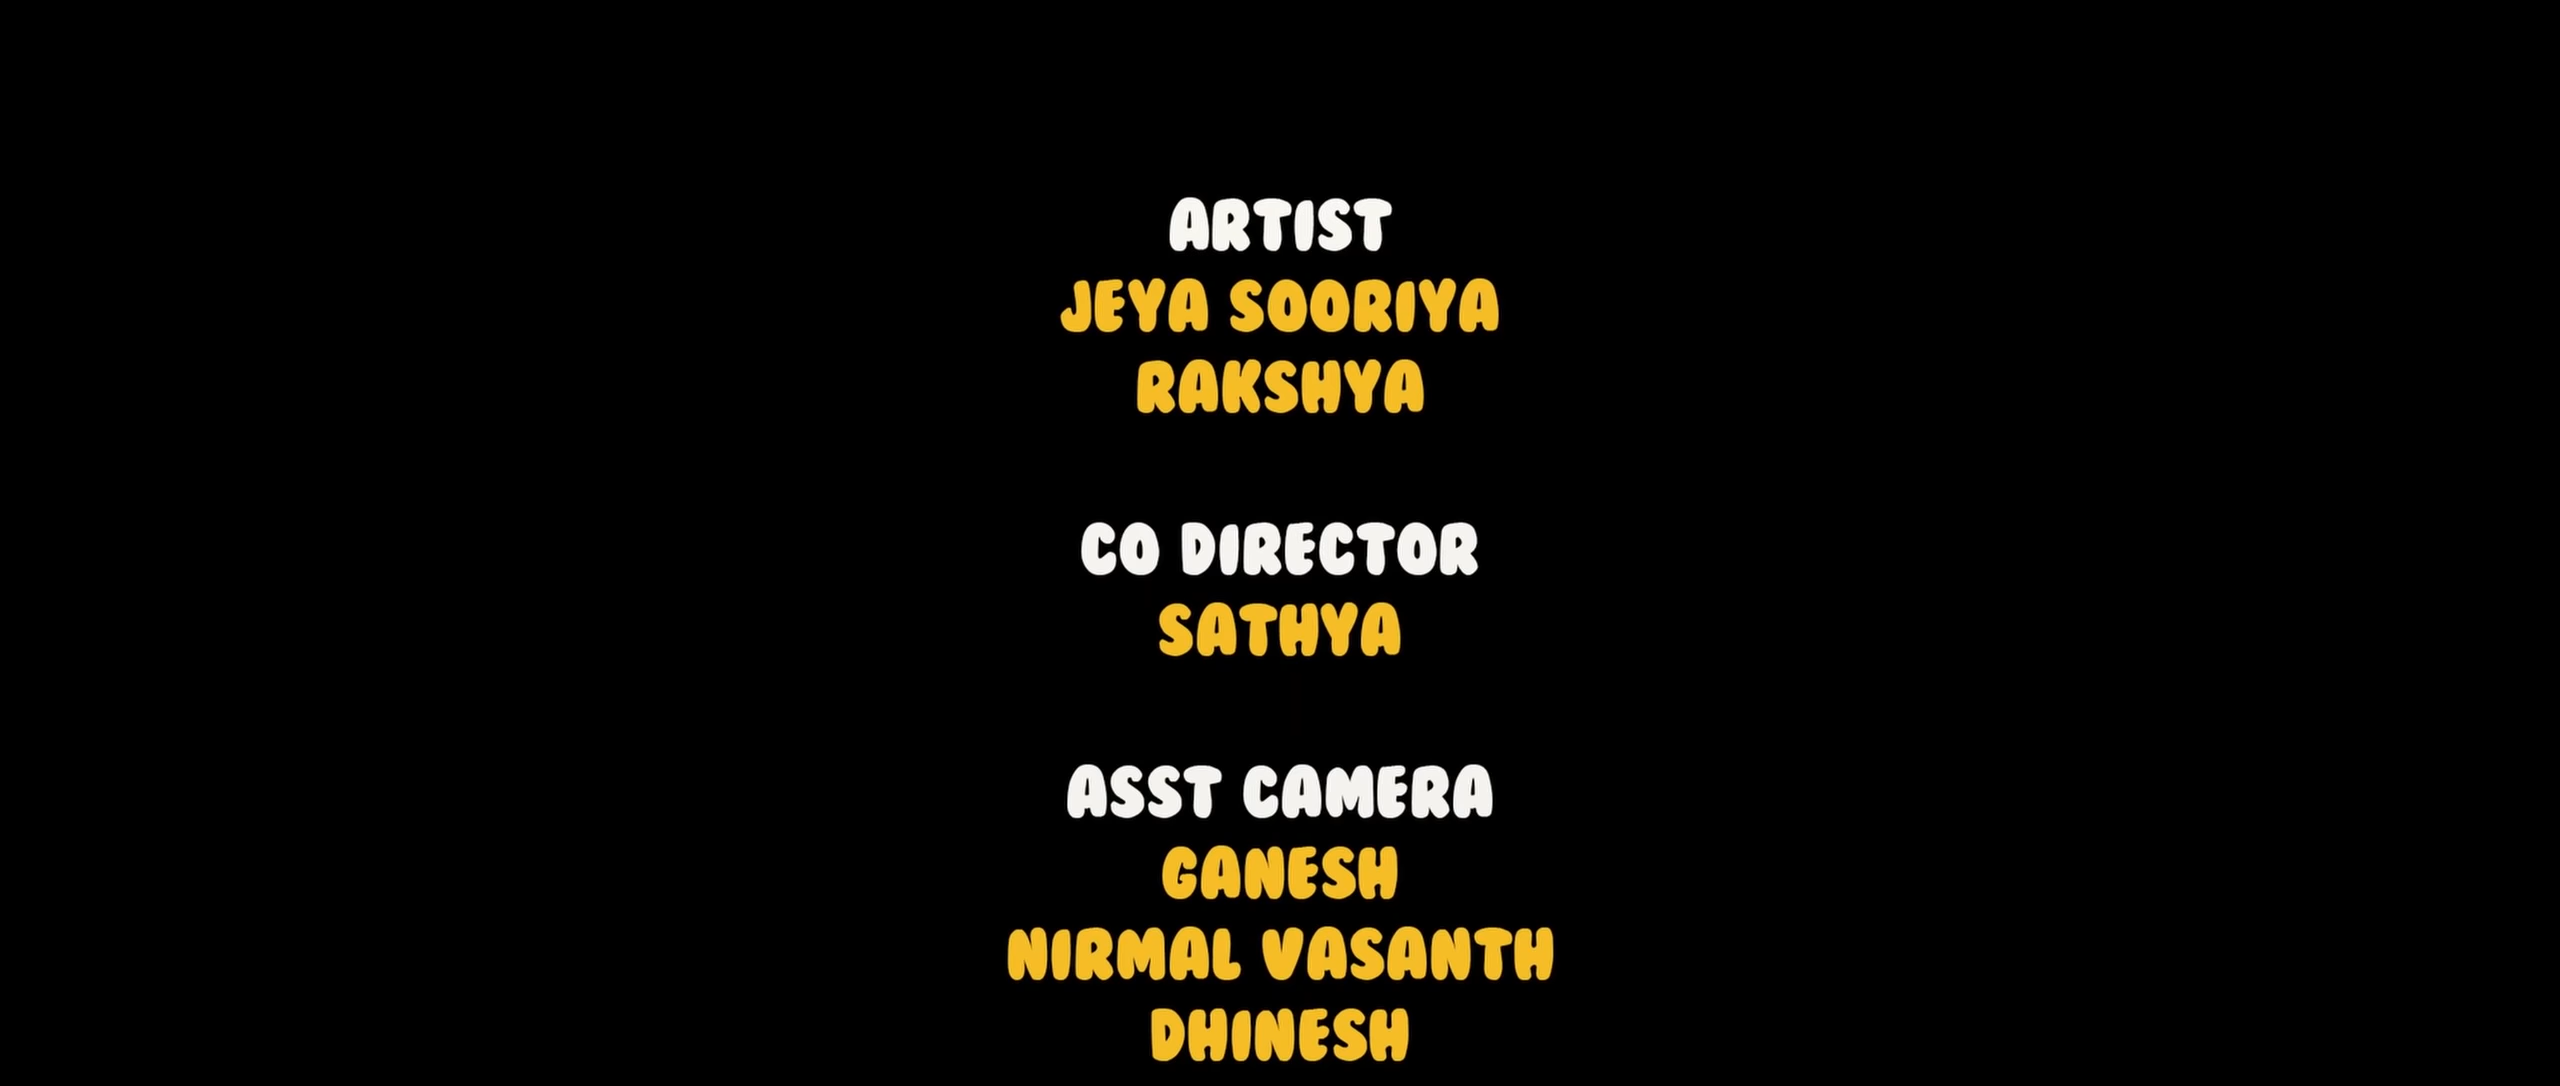 ARTIST
JEYA SOORIYA
RAKSHYA
CO DIRECTOR
SATHYA
ASST CAMERA
GANESH
NIRMAL VASANTH
DHINESH